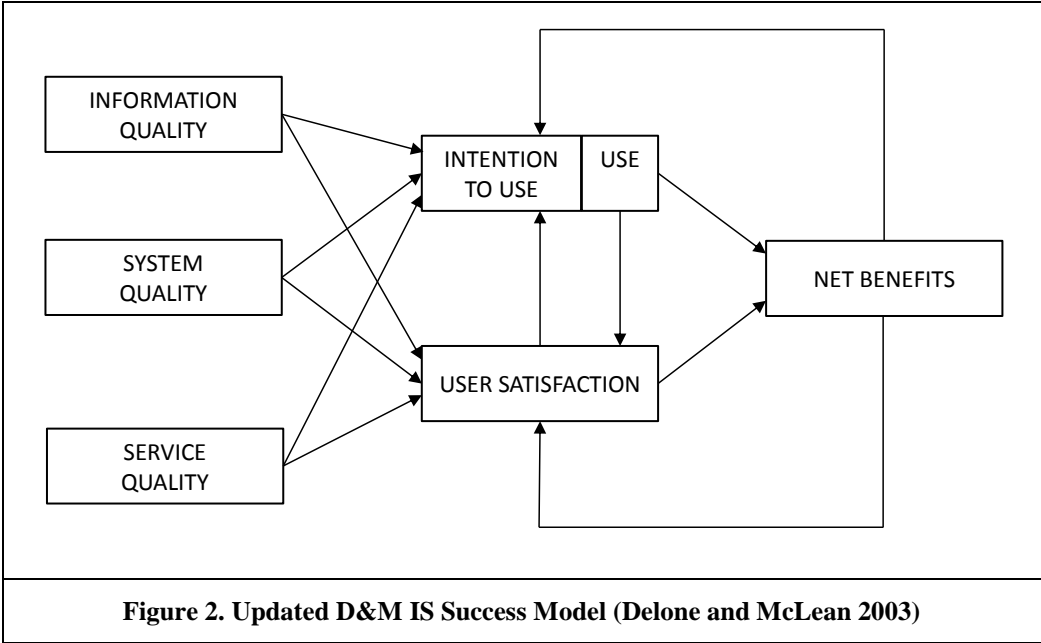 INFORMATION
QUALITY
INTENTION
TO USE
USE
SYSTEM
QUALITY
NET BENEFITS
USER SATISFACTION
SERVICE
QUALITY
Figure 2. Updated D&M IS Success Model (Delone and McLean 2003)